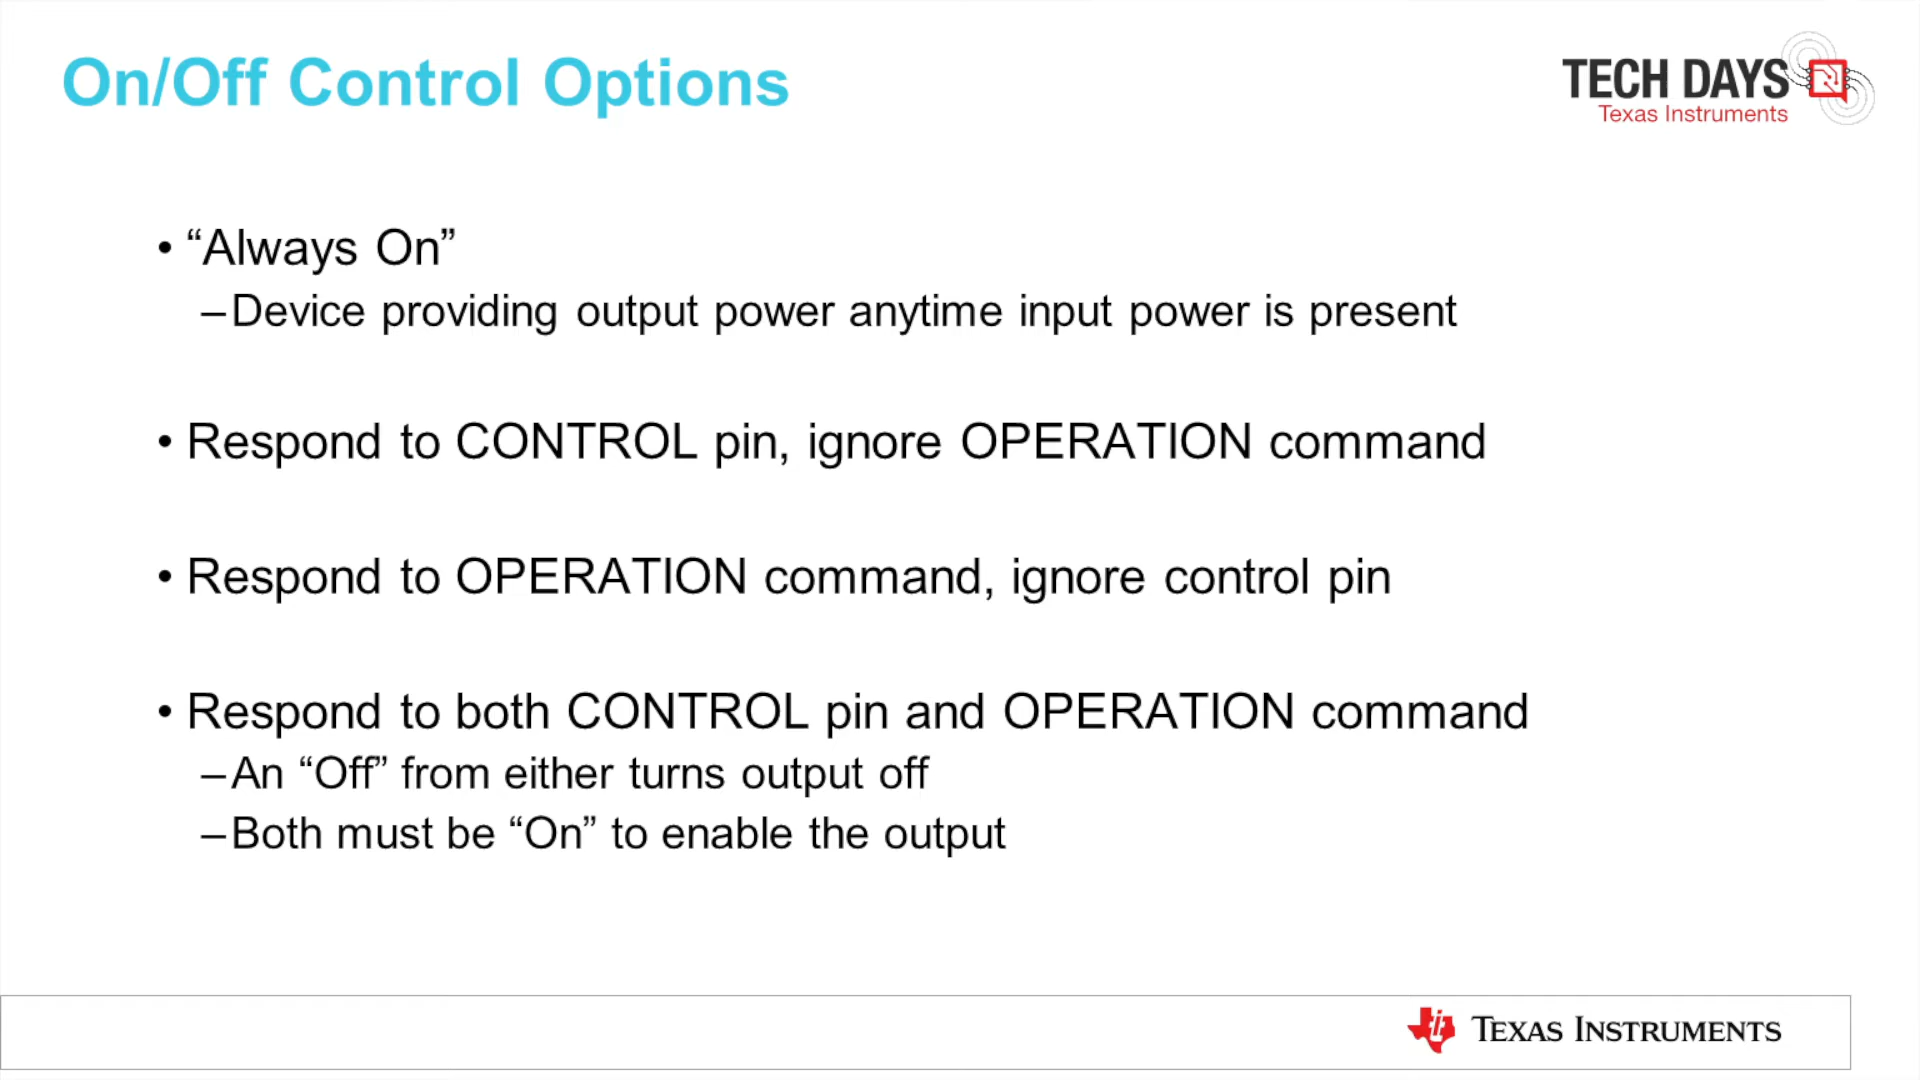 On/Off Control Options
TECH DAYS
Texas Instruments
• “Always On”
–Device providing output power anytime input power is present
• Respond to CONTROL pin, ignore OPERATION command
• Respond to OPERATION command, ignore control pin
• Respond to both CONTROL pin and OPERATION command
–An “Off” from either turns output off
–Both must be “On” to enable the output
TEXAS INSTRUMENTS